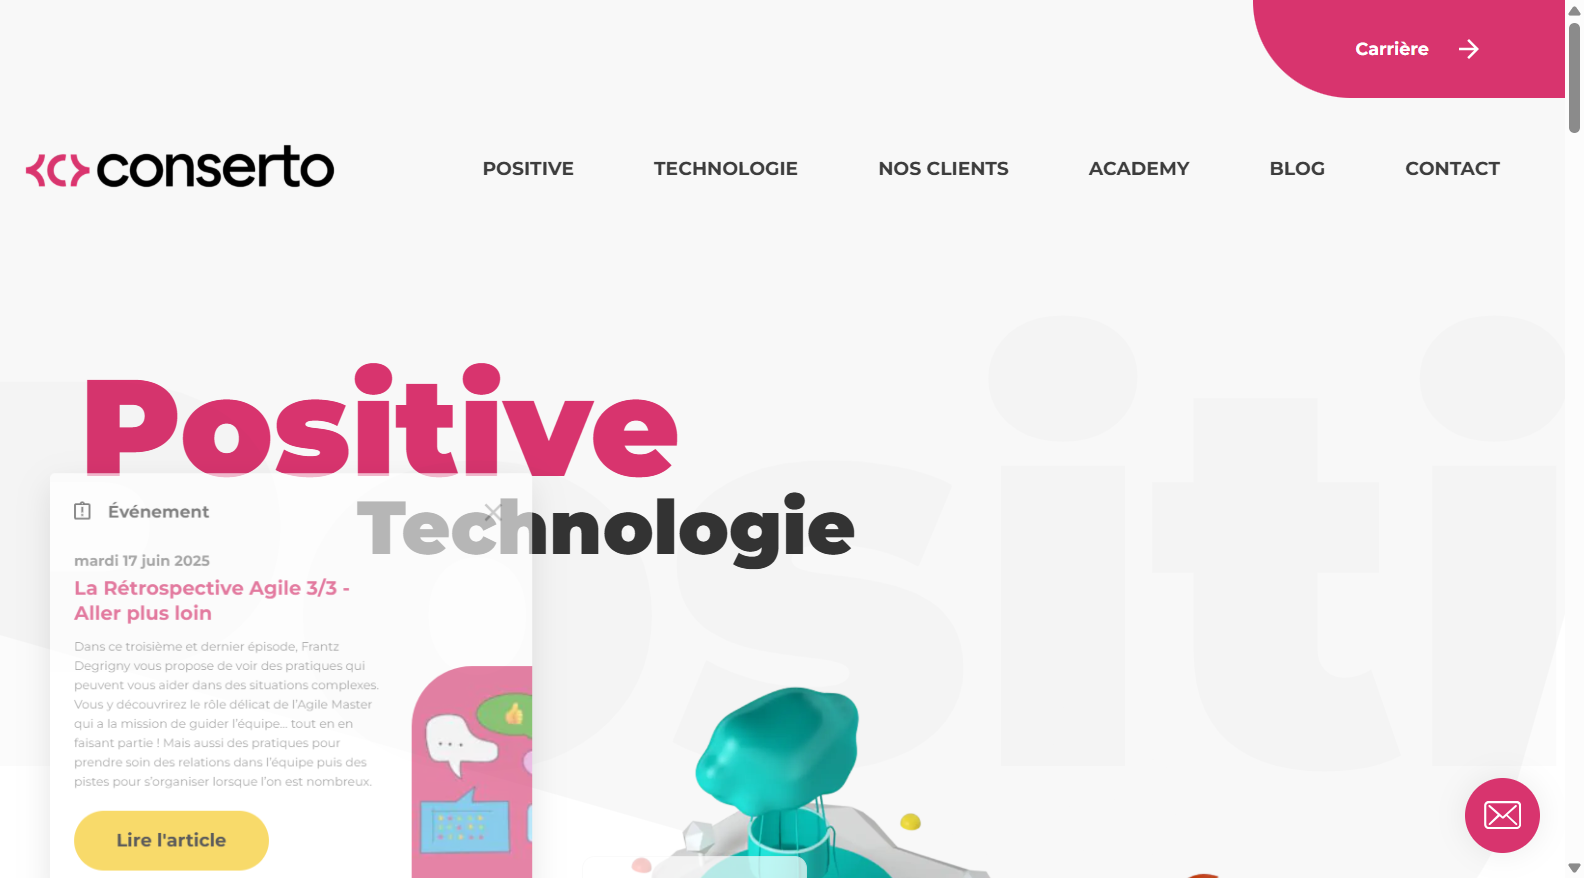 Carrière
conserto
POSITIVE
TECHNOLOGIE
NOS CLIENTS
ACADEMY
BLOG
CONTACT
Positive
Technologie
Événement
mardi 17 juin 2025
La Rétrospective Agile 3/3 -
Aller plus loin
Dans ce troisième et dernier épisode, Frantz
Degrigny vous propose de voir des pratiques qui
peuvent vous aider dans des situations complexes.
Vous y découvrirez le rôle délicat de l’Agile Master
qui a la mission de guider l’équipe… tout en en
faisant partie ! Mais aussi des pratiques pour
prendre soin des relations dans l’équipe puis des
pistes pour s’organiser lorsque l’on est nombreux.
Lire l'article
Positi